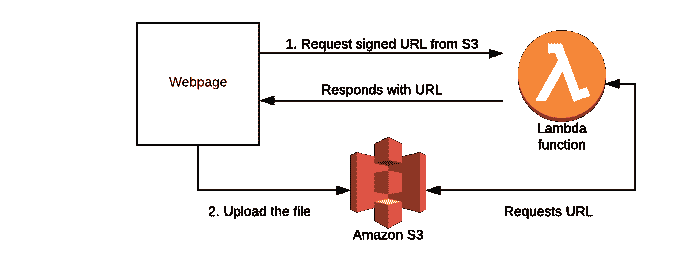 1. Request signed URL from S3
Webpage
Responds with URL
Lambda
function
2. Upload the file
Requests URL
Amazon S3